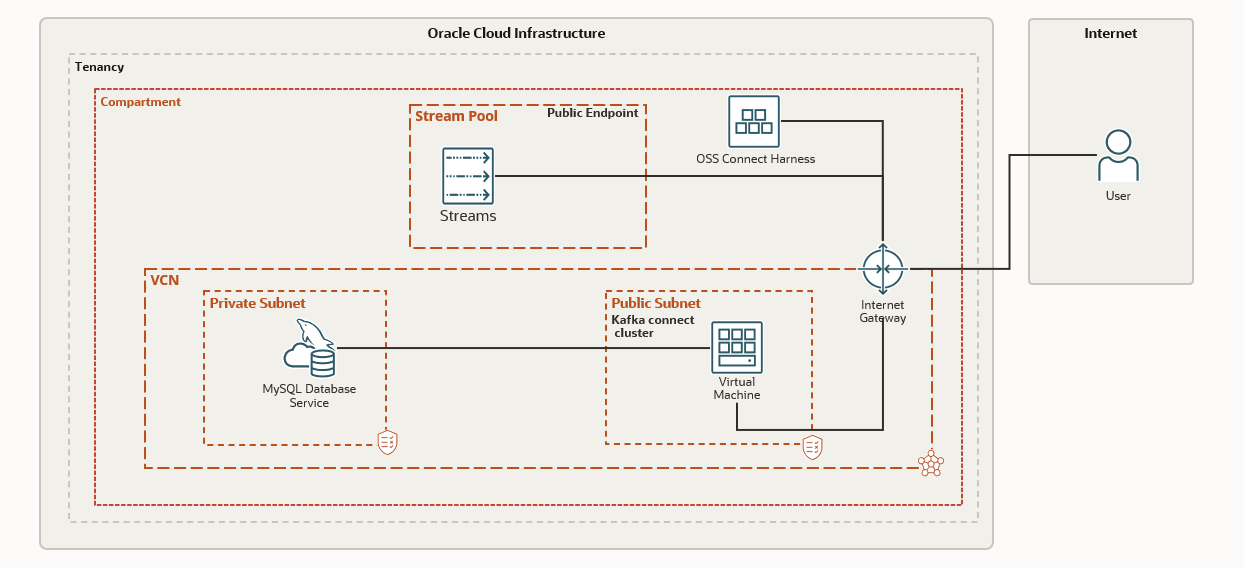 Oracle Cloud Infrastructure
Internet
Tenancy
Compartment
Stream Pool
Public Endpoint
Streams
OSS Connect Harness
User
VCN
Internet
Gateway
Private Subnet
MySQL Database
Service
Public Subnet
Kafka connect
cluster
Virtual
Machine